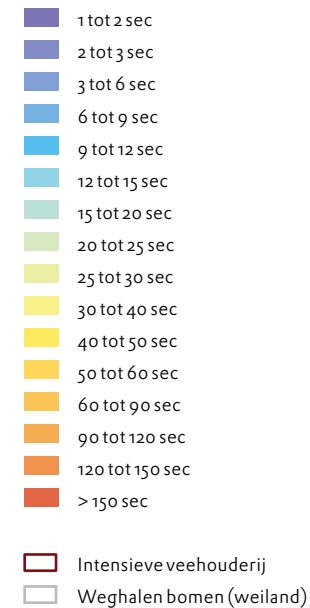 1 tot 2 sec
2 tot 3 sec
3 tot 6 sec
6 tot 9 sec
9 tot 12 sec
12 tot 15 sec
15 tot 20 sec
20 tot 25 sec
25 tot 30 sec
30 tot 40 sec
40 tot 50 sec
50 tot 60 sec
60 tot 90 sec
90 tot 120 sec
120 tot 150 sec
> 150 sec
Intensieve veehouderij
Weghalen bomen (weiland)